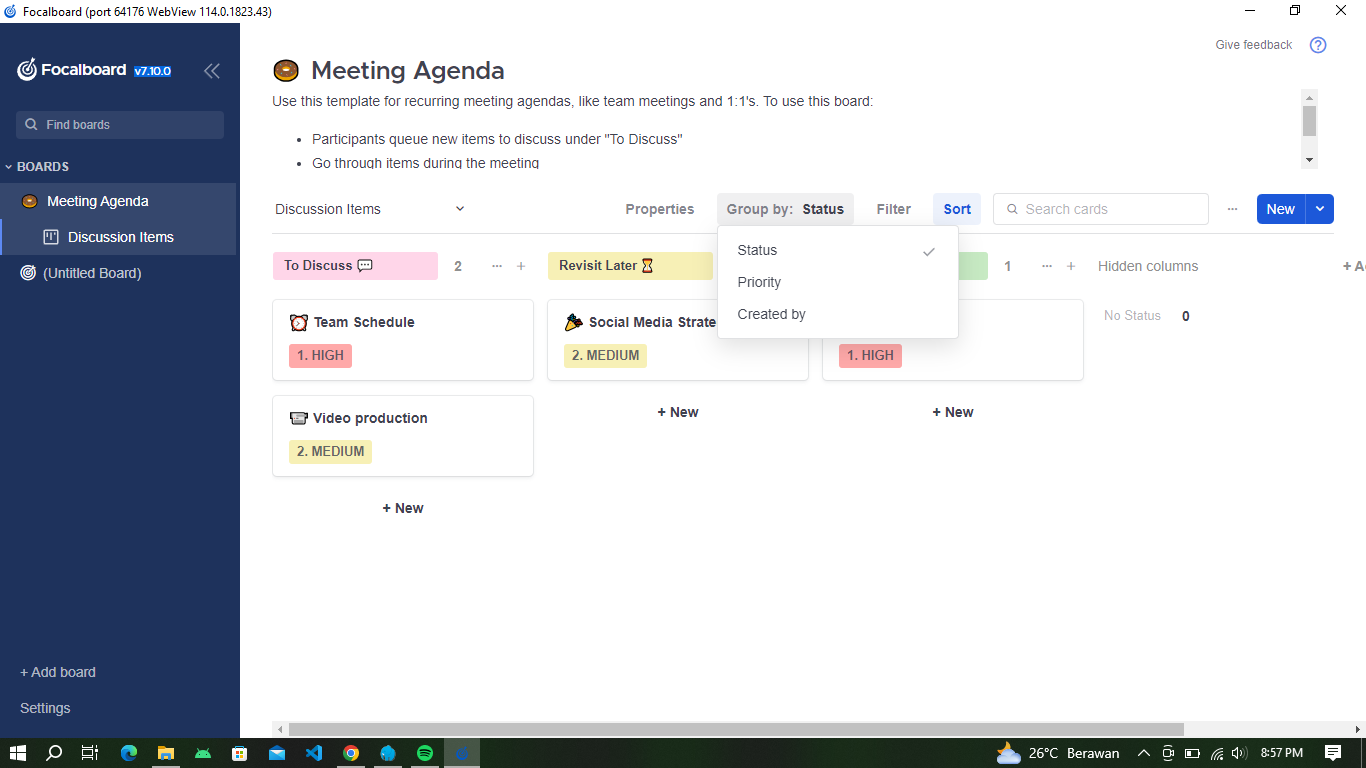 Focalboard (port 64176 WebView 114.0.1823.43)
Focalboard v7.10.0
Find boards
BOARDS
Meeting Agenda
Discussion Items
(Untitled Board)
+ Add board
Settings
Give feedback
Meeting Agenda
Use this template for recurring meeting agendas, like team meetings and 1:1's. To use this board:
• Participants queue new items to discuss under "To Discuss"
• Go through items during the meeting
Discussion Items
Properties
Group by: Status
Filter
Sort
Search cards
New
Status
Priority
Created by
To Discuss 💬 2
Team Schedule
1. HIGH
Video production
2. MEDIUM
+ New
Revisit Later ⏳
Social Media Strate
2. MEDIUM
+ New
1
1. HIGH
+ New
Hidden columns
No Status 0
+ A
26°C Berawan
8:57 PM